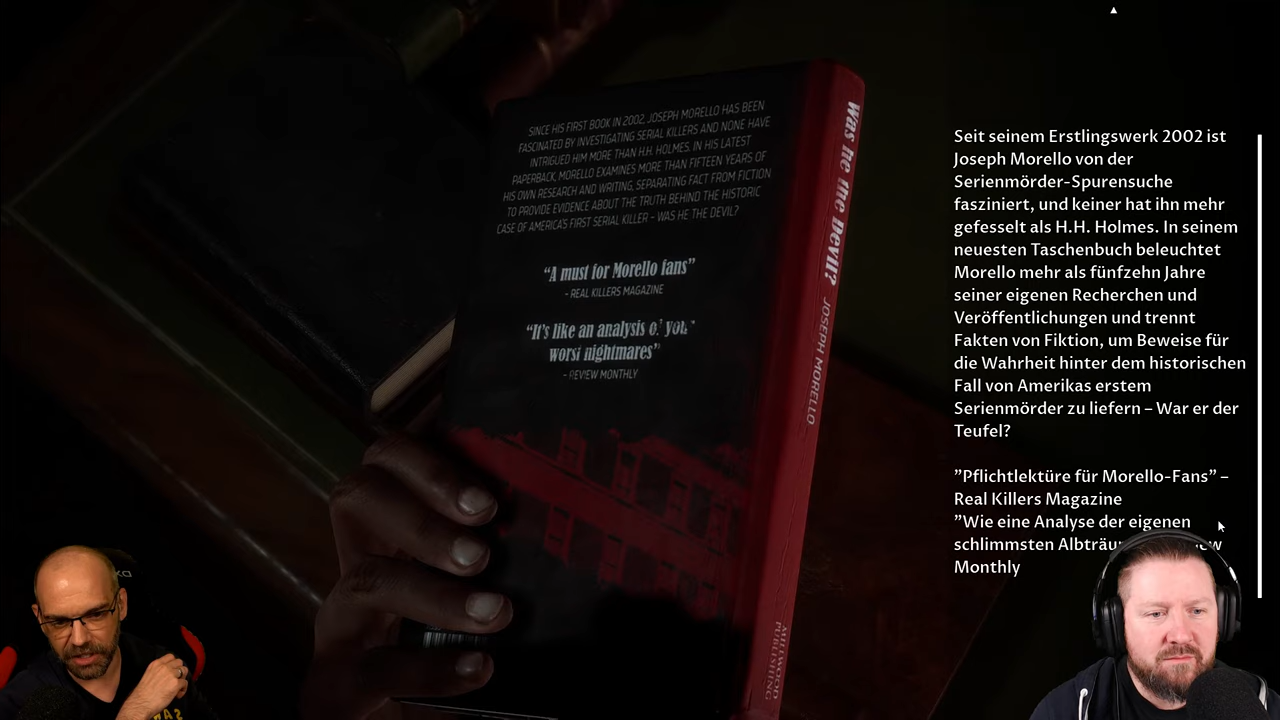 SINCE HIS FIRST BOOK IN 2002, JOSEPH MORELLO HAS BEEN
FASCINATED BY INVESTIGATING SERIAL KILLERS AND NONE HAVE
INTRIGUED HIM MORE THAN H.H. HOLMES. IN HIS LATEST
PAPERBACK, MORELLO EXAMINES MORE THAN FIFTEEN YEARS OF
HIS OWN RESEARCH AND WRITING, SEPARATING FACT FROM FICTION
TO PROVIDE EVIDENCE ABOUT THE TRUTH BEHIND THE HISTORIC
CASE OF AMERICA'S FIRST SERIAL KILLER – WAS HE THE DEVIL?
“A must for Morello fans”
– REAL KILLERS MAGAZINE
“It's like an analysis of your
worst nightmares”
– REVIEW MONTHLY
Was he the Devil? JOSEPH MORELLO
PUBLISHING
Seit seinem Erstlingswerk 2002 ist
Joseph Morello von der
Serienmörder-Spurensuche
fasziniert, und keiner hat ihn mehr
gefesselt als H.H. Holmes. In seinem
neuesten Taschenbuch beleuchtet
Morello mehr als fünfzehn Jahre
seiner eigenen Recherchen und
Veröffentlichungen und trennt
Fakten von Fiktion, um Beweise für
die Wahrheit hinter dem historischen
Fall von Amerikas erstem
Serienmörder zu liefern – War er der
Teufel?
”Pflichtlektüre für Morello-Fans” –
Real Killers Magazine
”Wie eine Analyse der eigenen
schlimmsten
Monthly